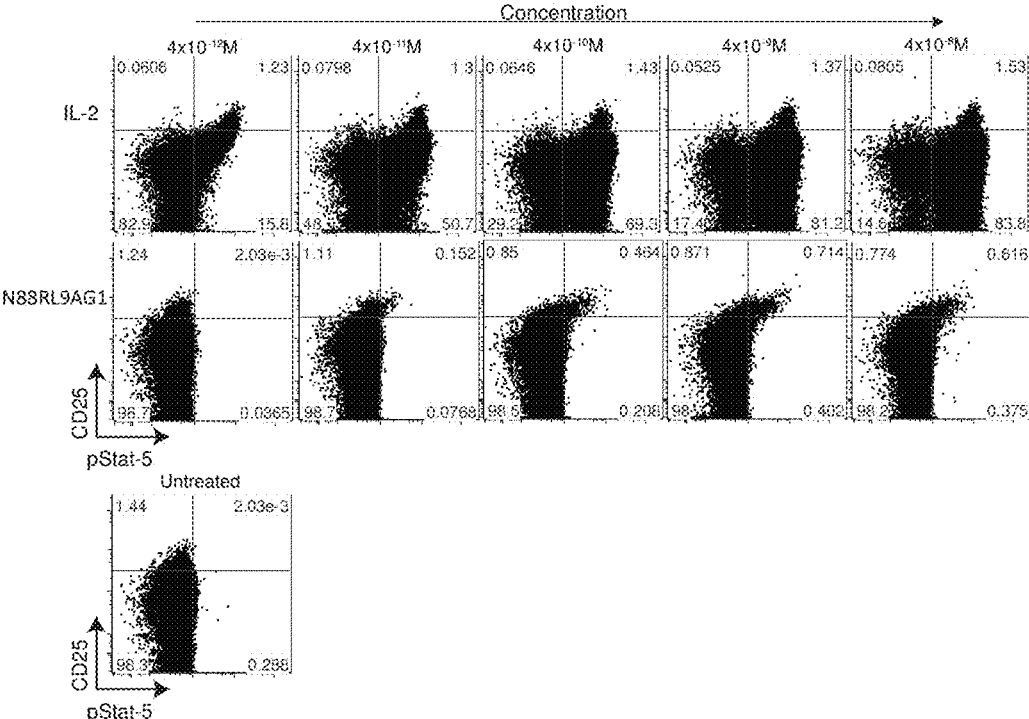 Concentration
4x10⁻¹²M 4x10⁻¹¹M 4x10⁻¹⁰M 4x10⁻⁹M 4x10⁻⁸M
0.0606 1.23 0.0798 1.3 0.0646 1.43 0.0525 1.37 0.0805 1.53
IL-2
82.9 15.8 48 50.7 29.2 69.3 17.4 81.2 14.6 83.8
1.24 2.03e-3 1.11 0.152 0.85 0.464 0.871 0.714 0.774 0.616
N88RL9AG1
98.7 0.0365 98.7 0.0768 98.5 0.208 98 0.402 98.2 0.375
CD25
pStat-5
Untreated
1.44 2.03e-3
98.3 0.288
CD25
pStat-5